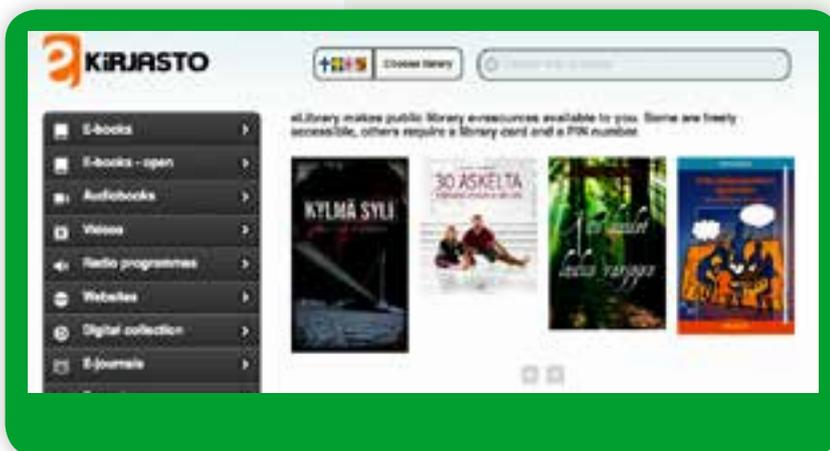 e KIRJASTO
Choose library
eLibrary makes public library e-resources available to you. Some are freely
accessible, others require a library card and a PIN number.
E-books
E-books - open
Audiobooks
Videos
Radio programmes
Websites
Digital collection
E-journals
KYLMÄ SYLI
30 ASKELTA